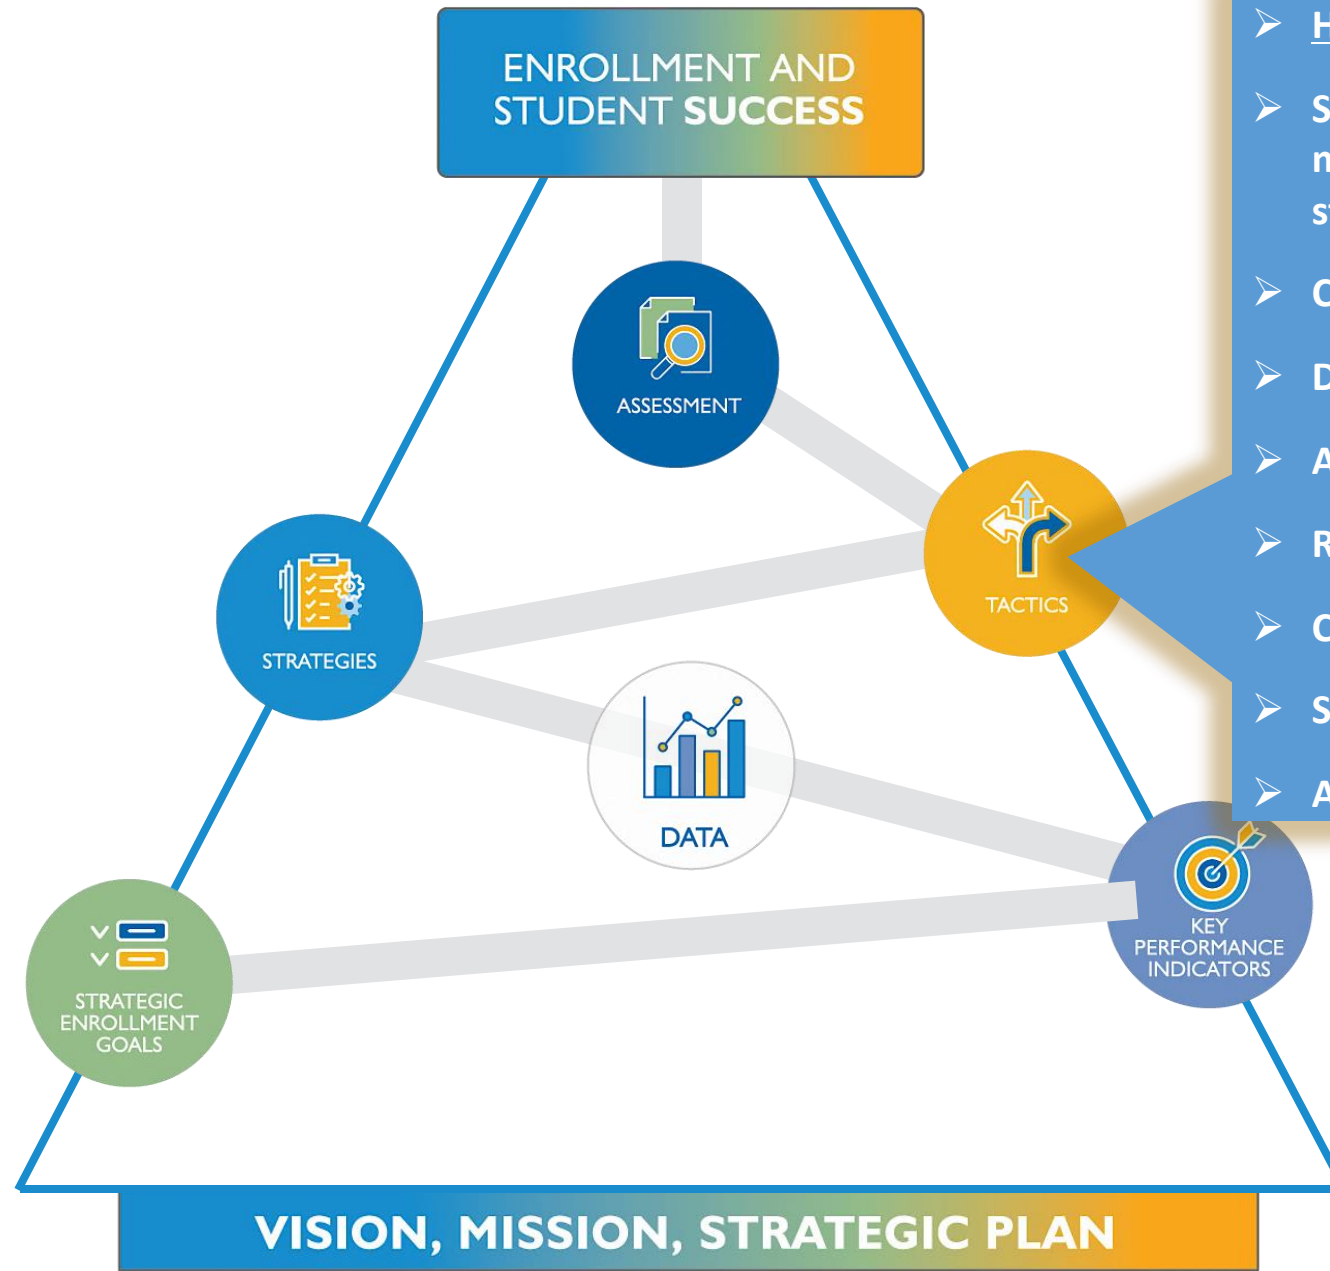 ENROLLMENT AND
STUDENT SUCCESS
ASSESSMENT
TACTICS
STRATEGIES
DATA
KEY
PERFORMANCE
INDICATORS
STRATEGIC
ENROLLMENT
GOALS
VISION, MISSION, STRATEGIC PLAN